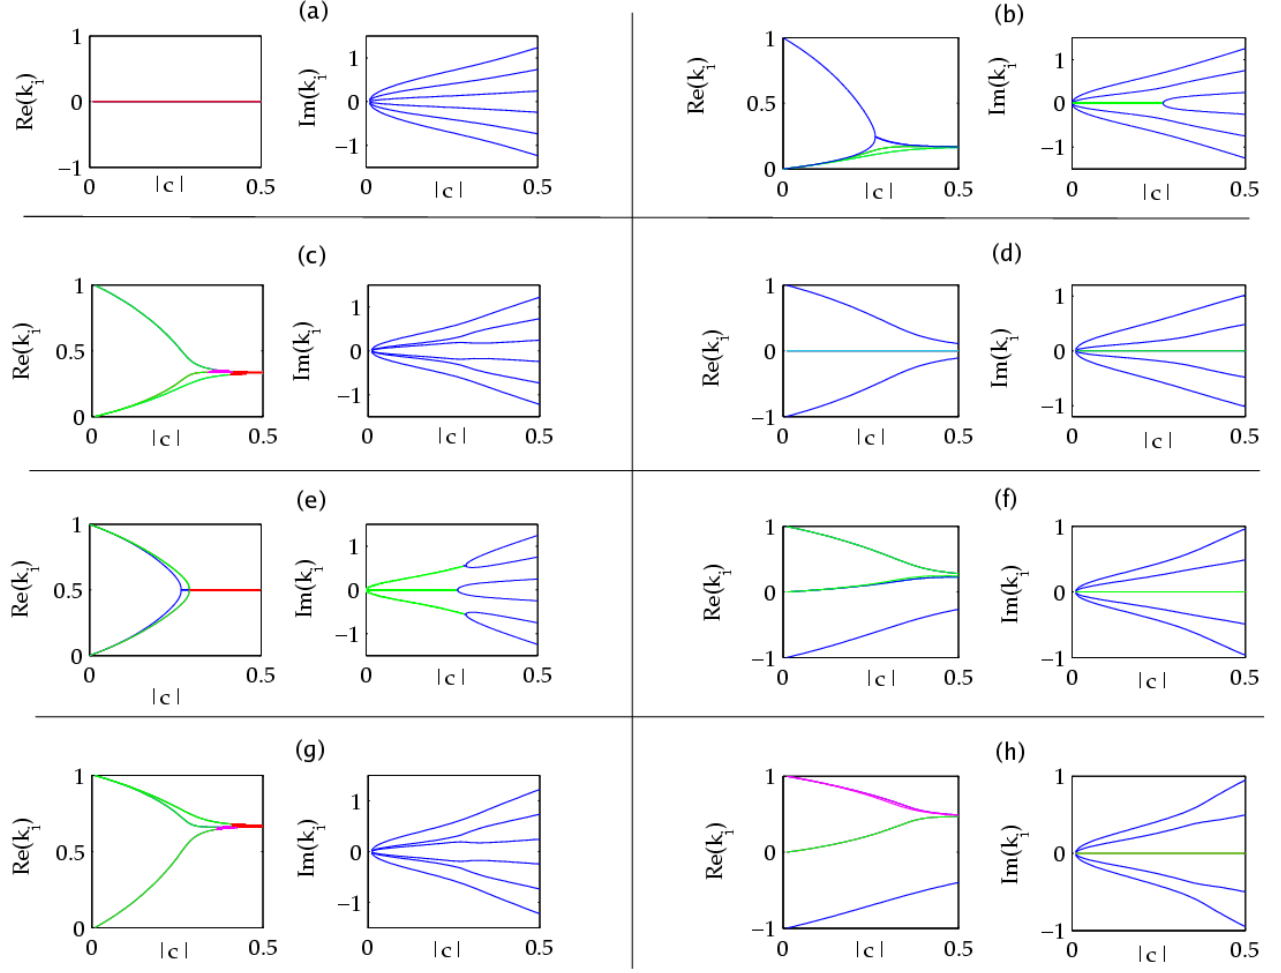 (a)
1
0
−1
Re(k_i)
0 |c| 0.5
1
0
−1
Im(k_i)
0 |c| 0.5
(b)
1
0.5
0
Re(k_i)
0 |c| 0.5
1
0
−1
Im(k_i)
0 |c| 0.5
(c)
1
0.5
0
Re(k_i)
0 |c| 0.5
1
0
−1
Im(k_i)
0 |c| 0.5
(d)
1
0
−1
Re(k_i)
0 |c| 0.5
1
0
−1
Im(k_i)
0 |c| 0.5
(e)
1
0.5
0
Re(k_i)
0 0.5
|c|
1
0
−1
Im(k_i)
0 |c| 0.5
(f)
1
0
−1
Re(k_i)
0 |c| 0.5
1
0
−1
Im(k_i)
0 |c| 0.5
(g)
1
0.5
0
Re(k_i)
0 |c| 0.5
1
0
−1
Im(k_i)
0 |c| 0.5
(h)
1
0
−1
Re(k_i)
0 |c| 0.5
1
0
−1
Im(k_i)
0 |c| 0.5